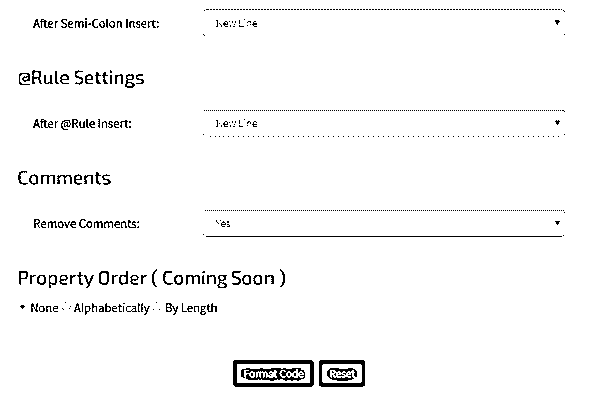 After Semi-Colon Insert: New Line
@Rule Settings
After @Rule Insert: New Line
Comments
Remove Comments: Yes
Property Order ( Coming Soon )
None Alphabetically By Length
Format Code Reset